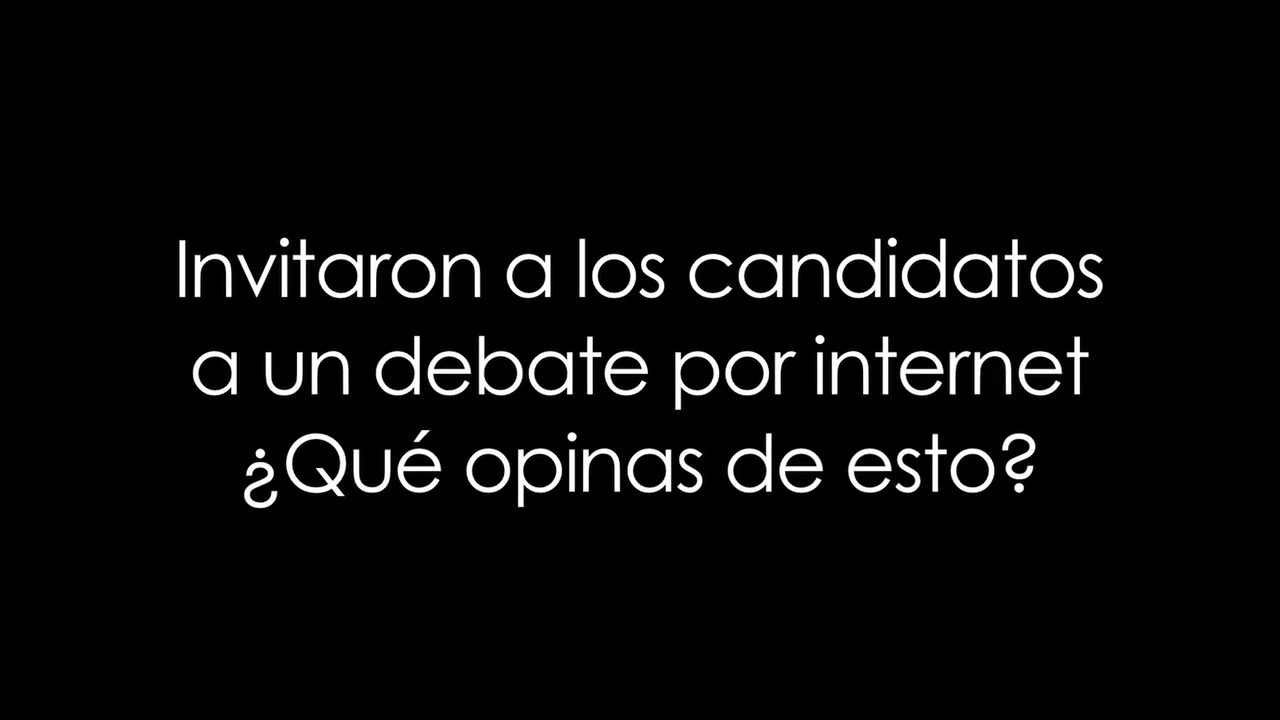 Invitaron a los candidatos
a un debate por internet
¿Qué opinas de esto?